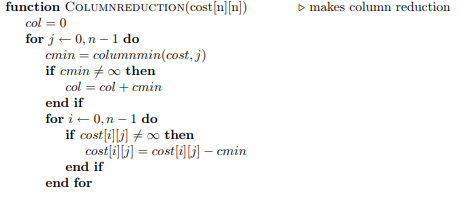 function COLUMNREDUCTION(cost[n][n]) ▷ makes column reduction
col = 0
for j ← 0, n − 1 do
cmin = columnmin(cost, j)
if cmin ≠ ∞ then
col = col + cmin
end if
for i ← 0, n − 1 do
if cost[i][j] ≠ ∞ then
cost[i][j] = cost[i][j] − cmin
end if
end for